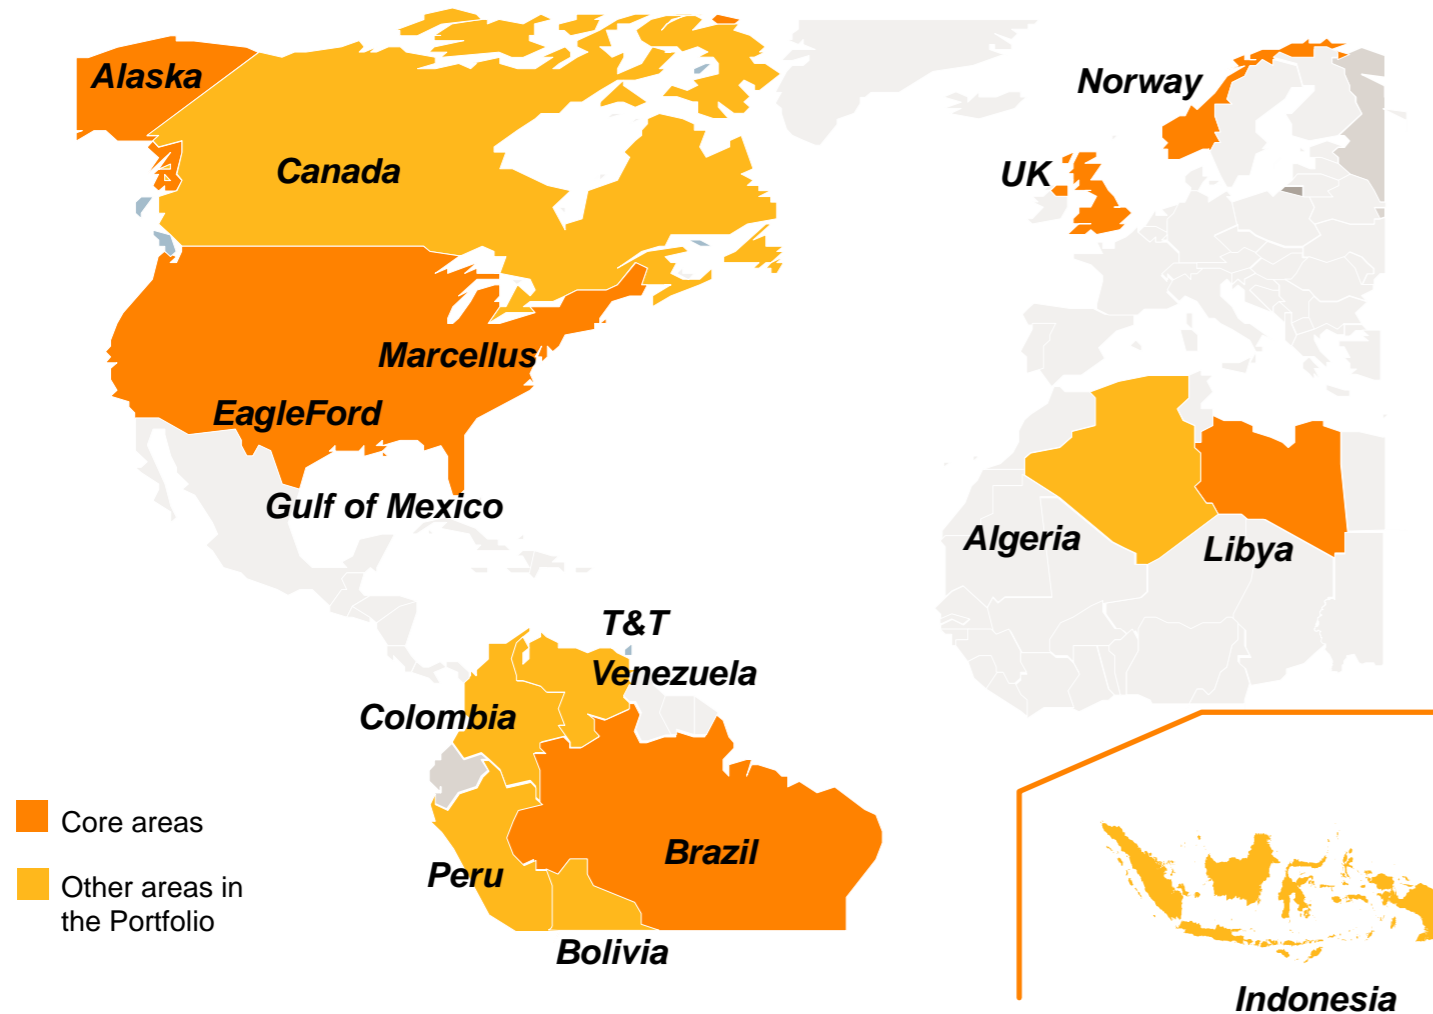 Alaska
Norway
Canada
UK
Marcellus
EagleFord
Gulf of Mexico
Algeria
Libya
T&T
Venezuela
Colombia
Core areas
Brazil
Peru
Other areas in
the Portfolio
Bolivia
Indonesia